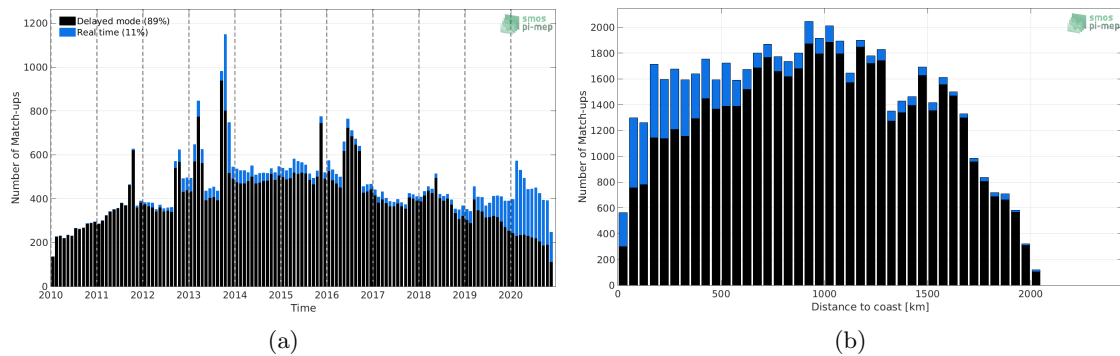 Delayed mode (89%)
Real time (11%)
smos
pi-mep
1200
1000
800
600
400
200
0
Number of Match-ups
2010 2011 2012 2013 2014 2015 2016 2017 2018 2019 2020
Time
(a)
smos
pi-mep
2000
1800
1600
1400
1200
1000
800
600
400
200
0
Number of Match-ups
0 500 1000 1500 2000
Distance to coast [km]
(b)